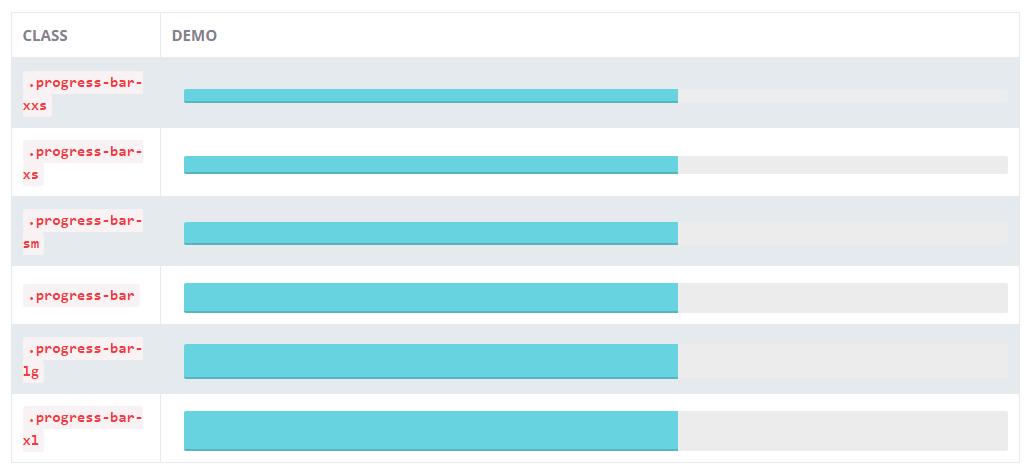 CLASS DEMO
.progress-bar-
xxs
.progress-bar-
xs
.progress-bar-
sm
.progress-bar
.progress-bar-
lg
.progress-bar-
xl